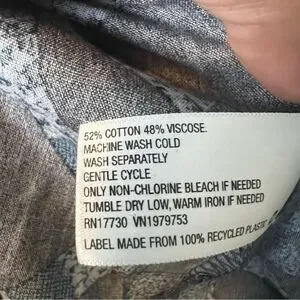 52% COTTON 48% VISCOSE.
MACHINE WASH COLD
WASH SEPARATELY
GENTLE CYCLE
ONLY NON-CHLORINE BLEACH IF NEEDED
TUMBLE DRY LOW, WARM IRON IF NEEDED
RN17730 VN1979753
LABEL MADE FROM 100% RECYCLED PLASTIC